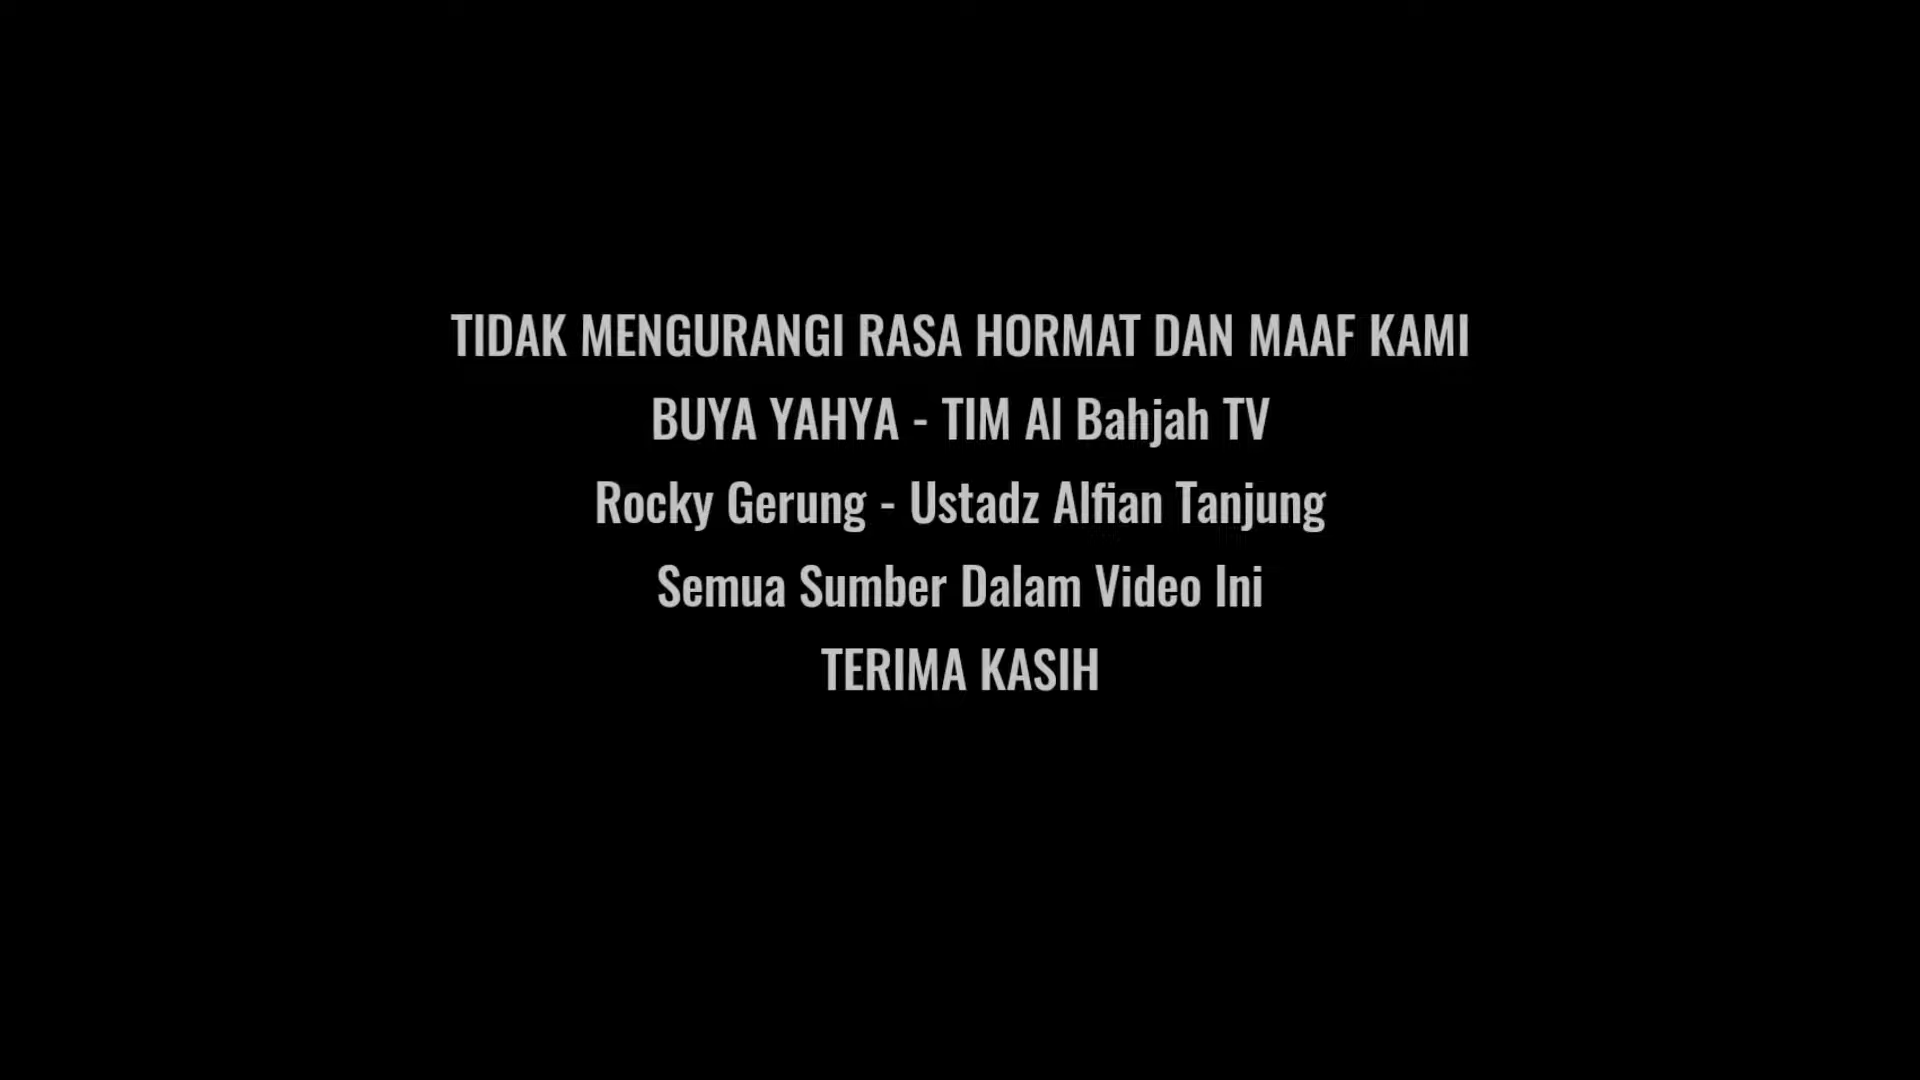 TIDAK MENGURANGI RASA HORMAT DAN MAAF KAMI
BUYA YAHYA - TIM Al Bahjah TV
Rocky Gerung - Ustadz Alfian Tanjung
Semua Sumber Dalam Video Ini
TERIMA KASIH